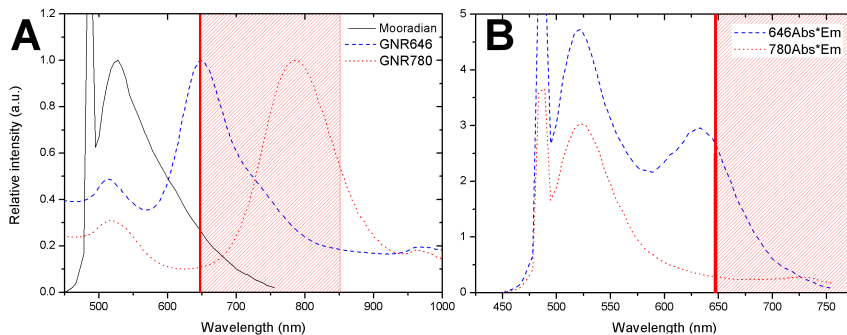 A
Mooradian
GNR646
GNR780
Relative intensity (a.u.)
1.2
1.0
0.8
0.6
0.4
0.2
0.0
500 600 700 800 900 1000
Wavelength (nm)
B
646Abs*Em
780Abs*Em
5
4
3
2
1
0
450 500 550 600 650 700 750
Wavelength (nm)